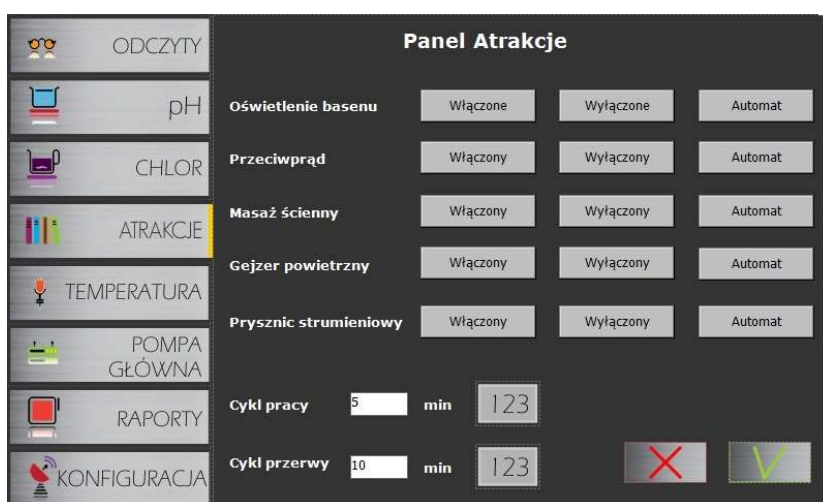 ODCZYTY
pH
CHLOR
ATRAKCJE
TEMPERATURA
POMPA
GŁÓWNA
RAPORTY
KONFIGURACJA
Panel Atrakcje
Oświetlenie basenu Włączone Wyłączone Automat
Przeciwprąd Włączony Wyłączony Automat
Masaż ścienny Włączony Wyłączony Automat
Gejzer powietrzny Włączony Wyłączony Automat
Prysznic strumieniowy Włączony Wyłączony Automat
Cykl pracy 5 min 123
Cykl przerwy 10 min 123